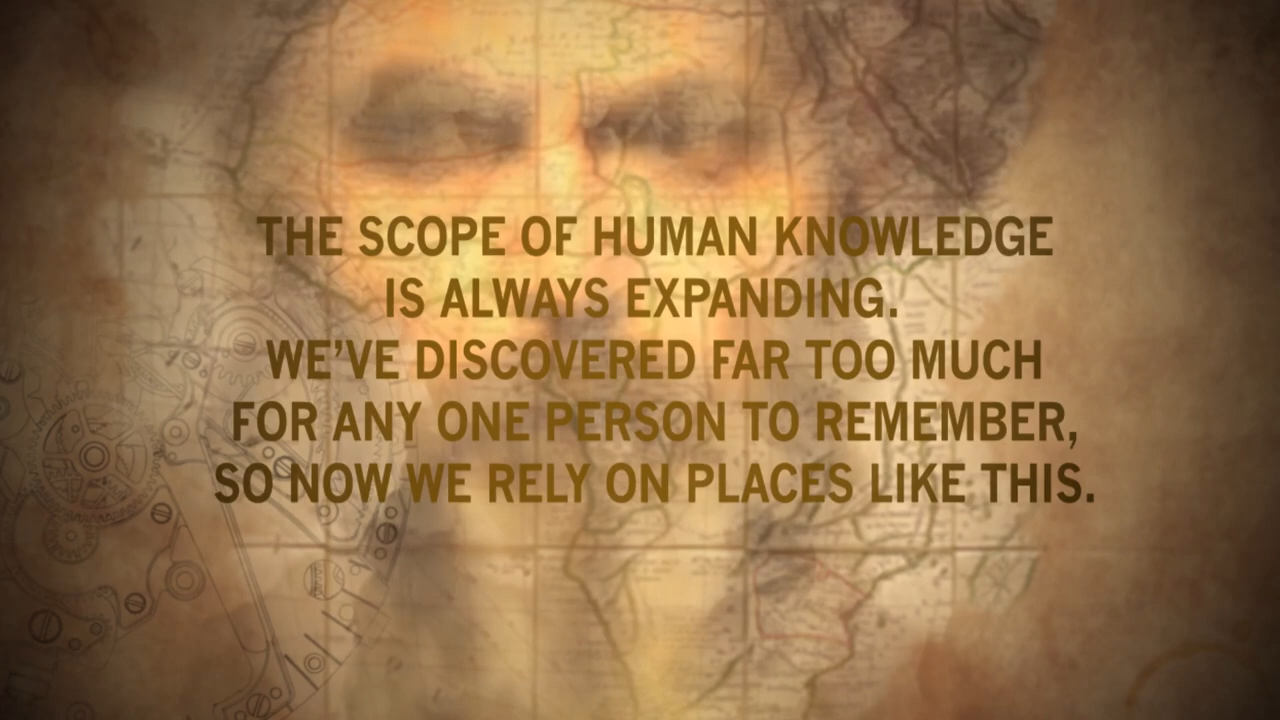 THE SCOPE OF HUMAN KNOWLEDGE
IS ALWAYS EXPANDING.
WE’VE DISCOVERED FAR TOO MUCH
FOR ANY ONE PERSON TO REMEMBER,
SO NOW WE RELY ON PLACES LIKE THIS.